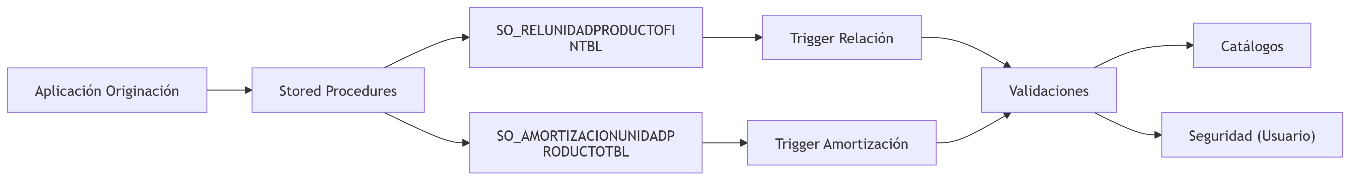 Aplicación Originación
Stored Procedures
SO_RELUNIDADPRODUCTOFI
NTBL
Trigger Relación
SO_AMORTIZACIONUNIDADP
RODUCTOTBL
Trigger Amortización
Validaciones
Catálogos
Seguridad (Usuario)